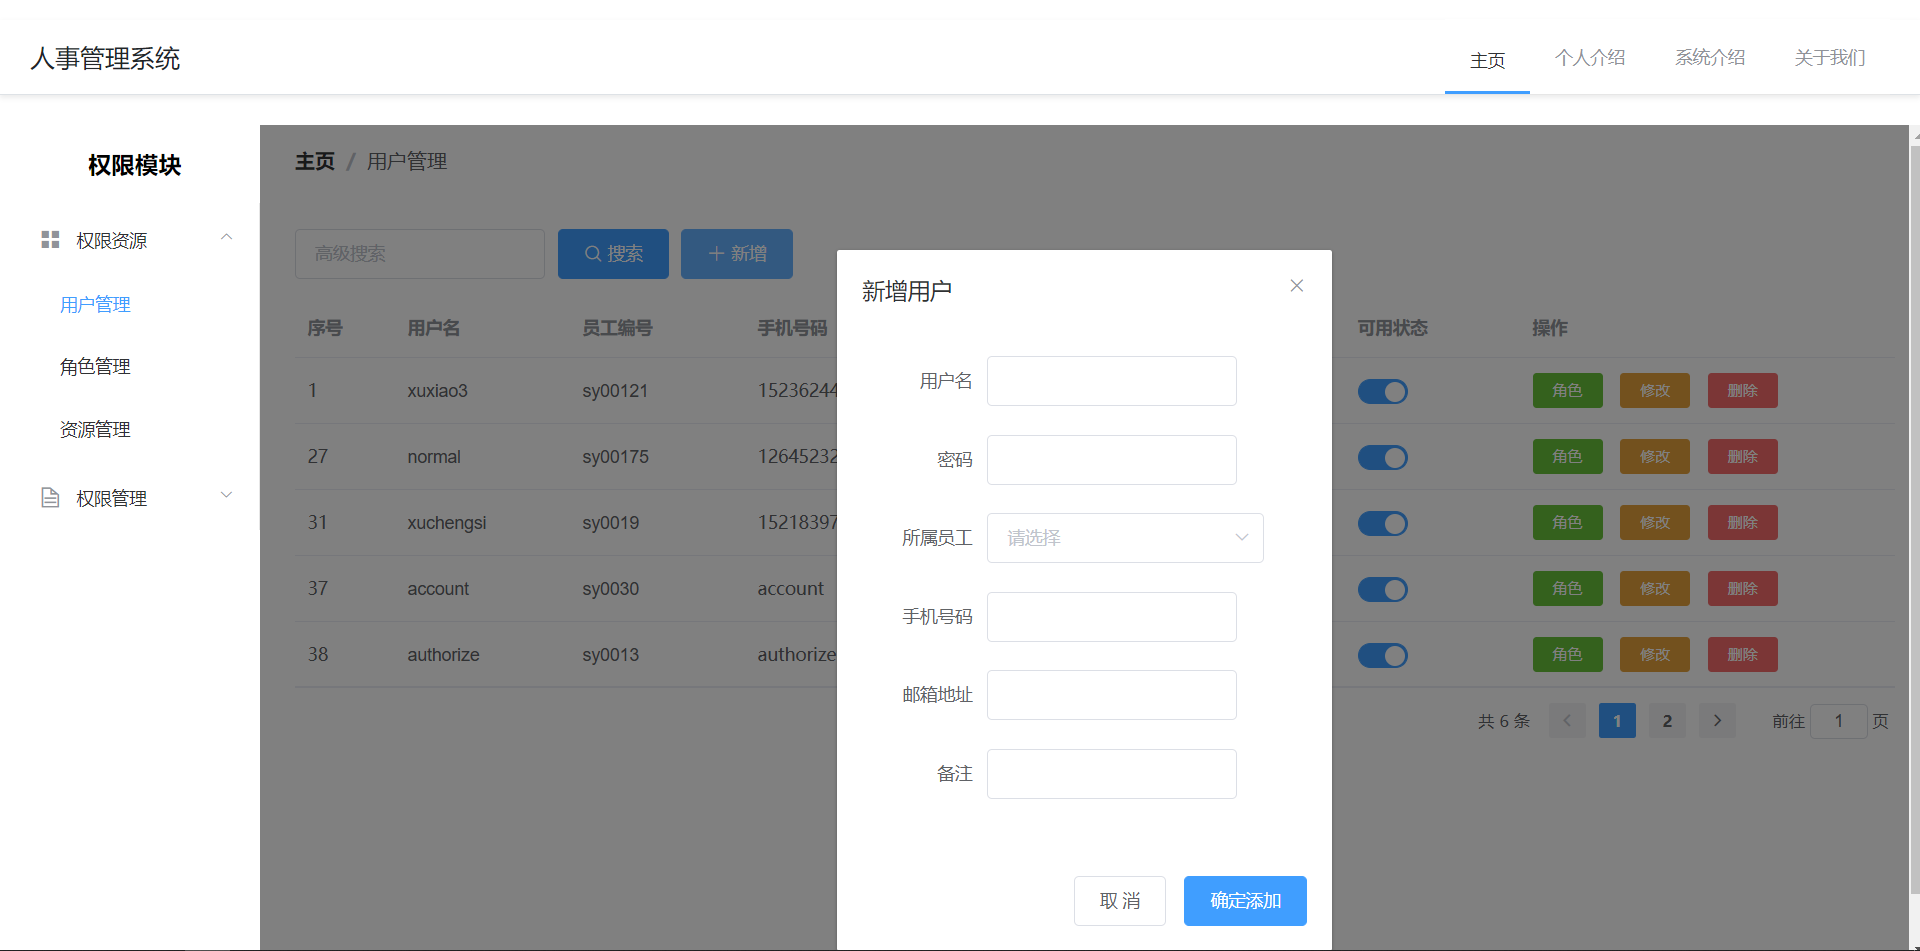 人事管理系统
主页 个人介绍 系统介绍 关于我们
权限模块
权限资源
用户管理
角色管理
资源管理
权限管理
主页 / 用户管理
高级搜索 搜索 新增
序号 用户名 员工编号 手机号码 可用状态 操作
1 xuxiao3 sy00121 15236244 角色 修改 删除
27 normal sy00175 12645232 角色 修改 删除
31 xuchengsi sy0019 15218397 角色 修改 删除
37 account sy0030 account 角色 修改 删除
38 authorize sy0013 authorize 角色 修改 删除
共 6 条 1 2 前往 1 页
新增用户
用户名
密码
所属员工 请选择
手机号码
邮箱地址
备注
取 消 确定添加